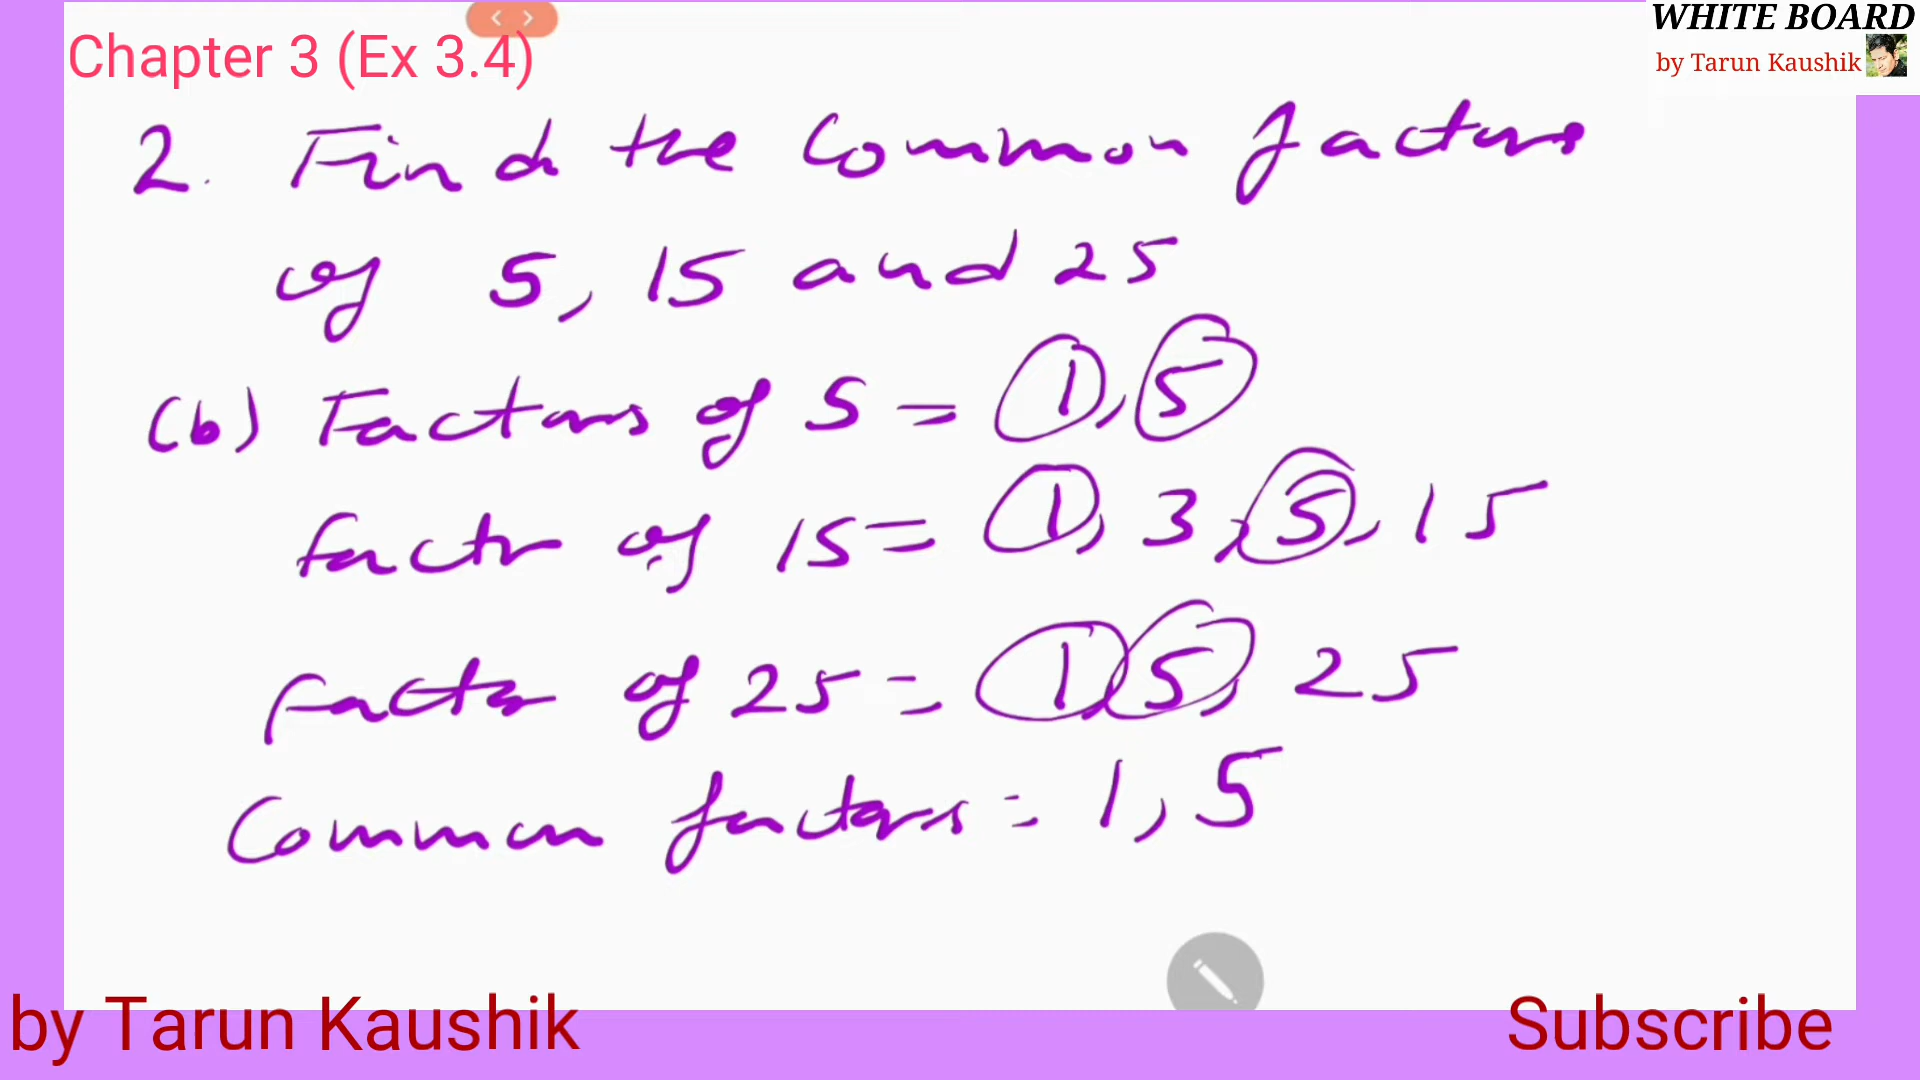 WHITE BOARD
by Tarun Kaushik
Chapter 3 (Ex 3.4)
2. Find the Common factors
of 5, 15 and 25
(b) Factors of 5 = 1, 5
factr of 15 = 1, 3, 5, 15
factor of 25 = 1, 5, 25
Common factors = 1, 5
by Tarun Kaushik
Subscribe